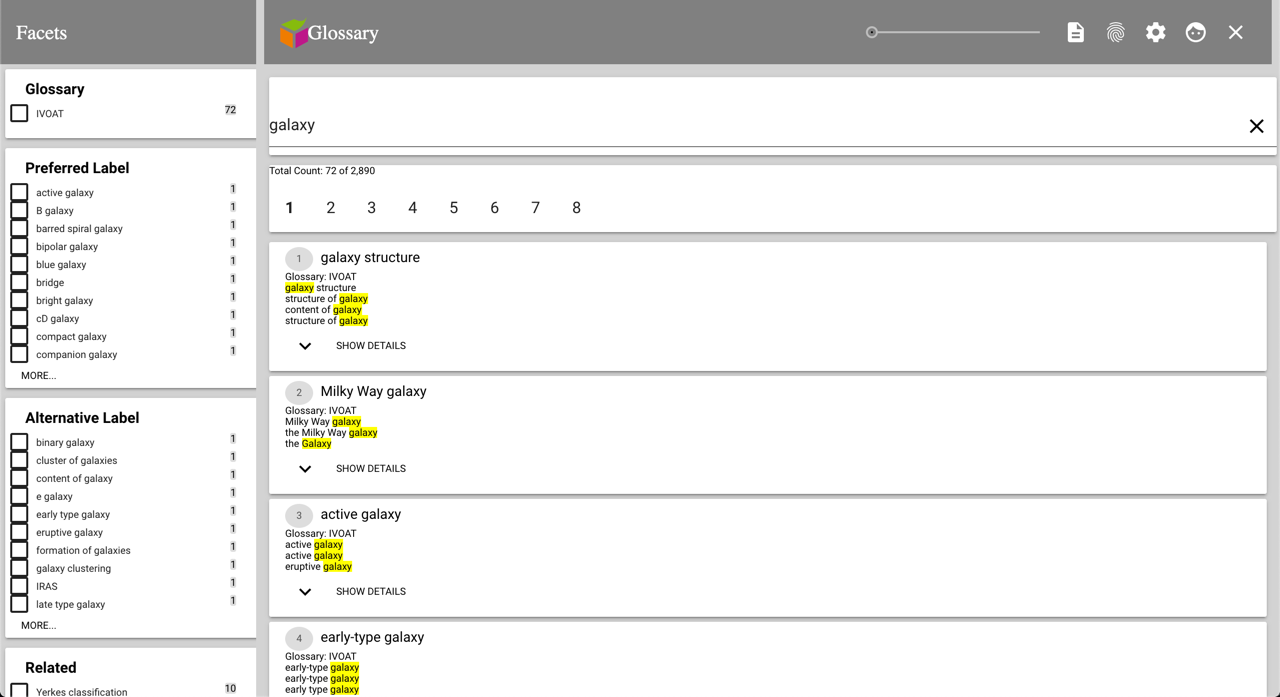 Facets
Glossary
Glossary
IVOAT 72
Preferred Label
active galaxy 1
B galaxy 1
barred spiral galaxy 1
bipolar galaxy 1
blue galaxy 1
bridge 1
bright galaxy 1
cD galaxy 1
compact galaxy 1
companion galaxy 1
MORE...
Alternative Label
binary galaxy 1
cluster of galaxies 1
content of galaxy 1
e galaxy 1
early type galaxy 1
eruptive galaxy 1
formation of galaxies 1
galaxy clustering 1
IRAS 1
late type galaxy 1
MORE...
Related
Yerkes classification 10
galaxy
Total Count: 72 of 2,890
1 2 3 4 5 6 7 8
1 galaxy structure
Glossary: IVOAT
galaxy structure
structure of galaxy
content of galaxy
structure of galaxy
SHOW DETAILS
2 Milky Way galaxy
Glossary: IVOAT
Milky Way galaxy
the Milky Way galaxy
the Galaxy
SHOW DETAILS
3 active galaxy
Glossary: IVOAT
active galaxy
active galaxy
eruptive galaxy
SHOW DETAILS
4 early-type galaxy
Glossary: IVOAT
early-type galaxy
early-type galaxy
early type galaxy